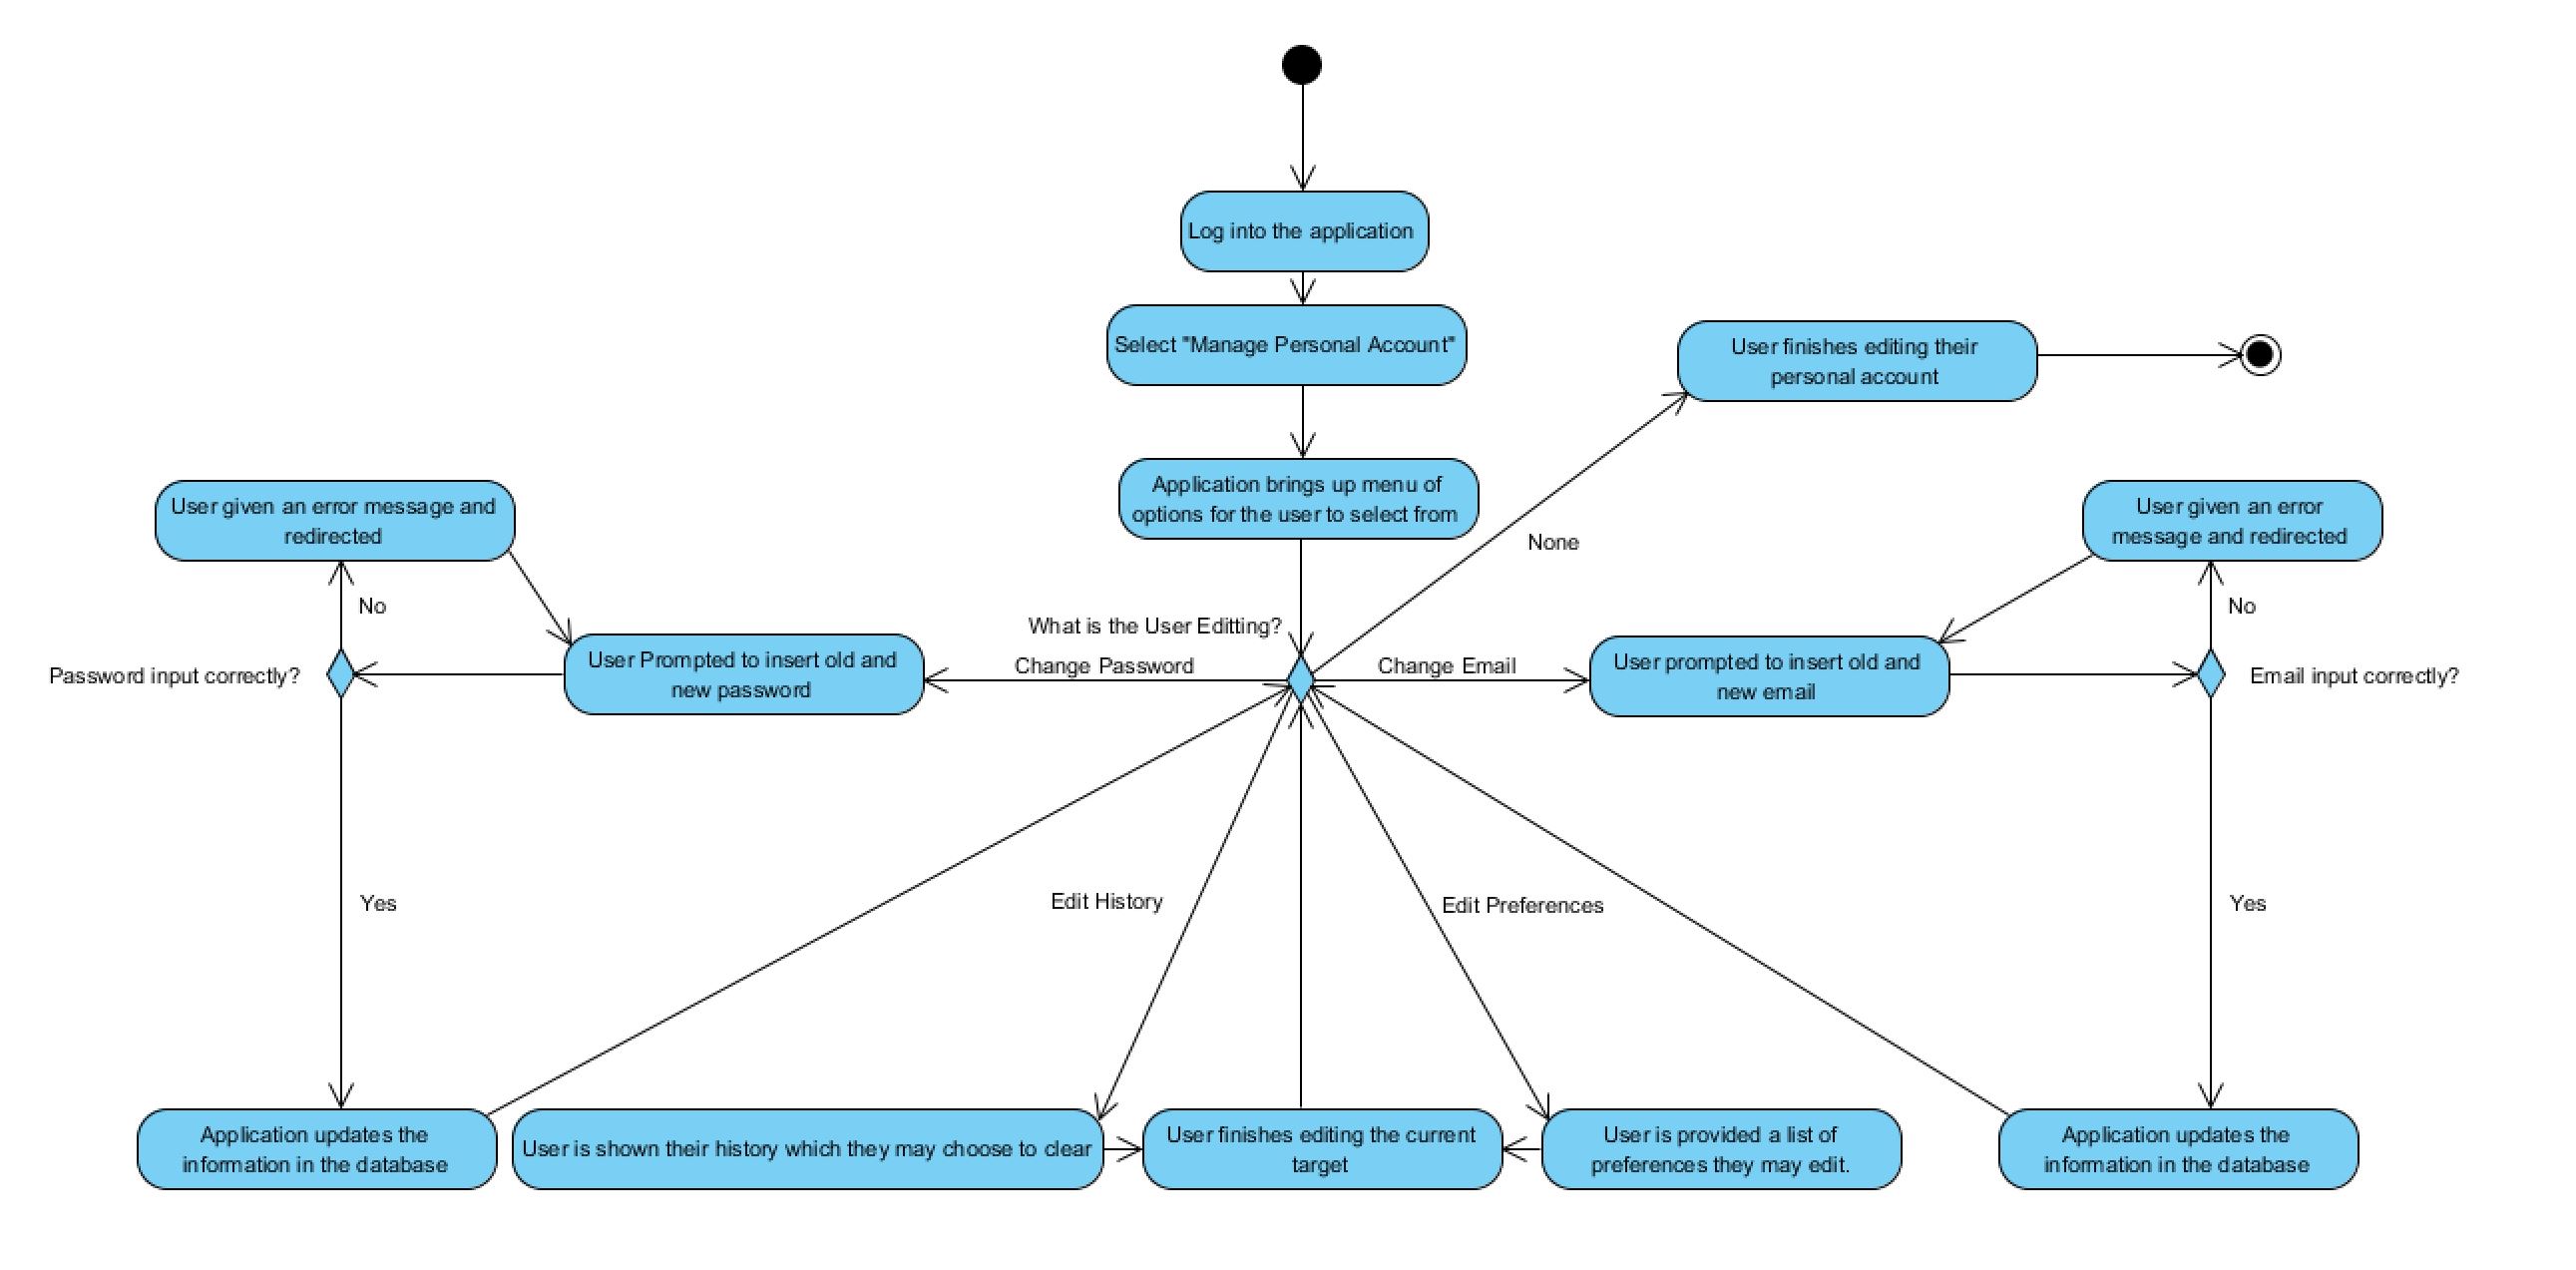 Log into the application
Select "Manage Personal Account"
User finishes editing their
personal account
Application brings up menu of
options for the user to select from
User given an error message and
redirected
User given an error
message and redirected
None
No
No
What is the User Editting?
Change Password
Change Email
User Prompted to insert old and
new password
User prompted to insert old and
new email
Password input correctly?
Email input correctly?
Yes
Edit History
Edit Preferences
Yes
Application updates the
information in the database
User is shown their history which they may choose to clear
User finishes editing the current
target
User is provided a list of
preferences they may edit.
Application updates the
information in the database